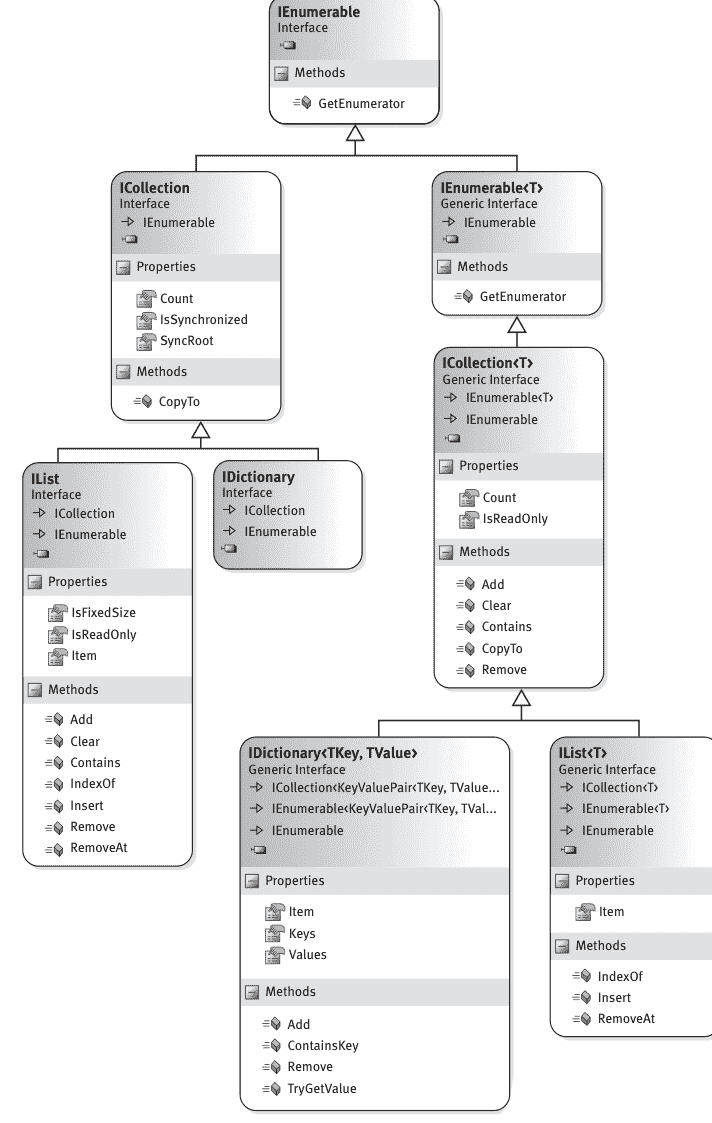 IEnumerable
Interface
Methods
GetEnumerator
ICollection
Interface
IEnumerable
Properties
Count
IsSynchronized
SyncRoot
Methods
CopyTo
IEnumerable<T>
Generic Interface
IEnumerable
Methods
GetEnumerator
ICollection<T>
Generic Interface
IEnumerable<T>
IEnumerable
Properties
Count
IsReadOnly
Methods
Add
Clear
Contains
CopyTo
Remove
IList
Interface
ICollection
IEnumerable
Properties
IsFixedSize
IsReadOnly
Item
Methods
Add
Clear
Contains
IndexOf
Insert
Remove
RemoveAt
IDictionary
Interface
ICollection
IEnumerable
IDictionary<TKey, TValue>
Generic Interface
ICollection<KeyValuePair<TKey, TValue...
IEnumerable<KeyValuePair<TKey, TVal...
IEnumerable
Properties
Item
Keys
Values
Methods
Add
ContainsKey
Remove
TryGetValue
IList<T>
Generic Interface
ICollection<T>
IEnumerable<T>
IEnumerable
Properties
Item
Methods
IndexOf
Insert
RemoveAt